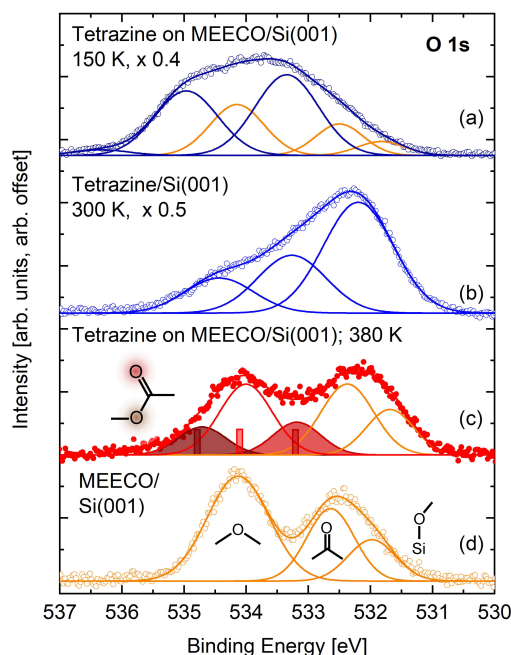 Tetrazine on MEECO/Si(001)
150 K, x 0.4
O 1s
(a)
Tetrazine/Si(001)
300 K, x 0.5
(b)
Tetrazine on MEECO/Si(001); 380 K
O
O
(c)
MEECO/
Si(001)
O
O
O
Si
(d)
537 536 535 534 533 532 531 530
Binding Energy [eV]
Intensity [arb. units, arb. offset]